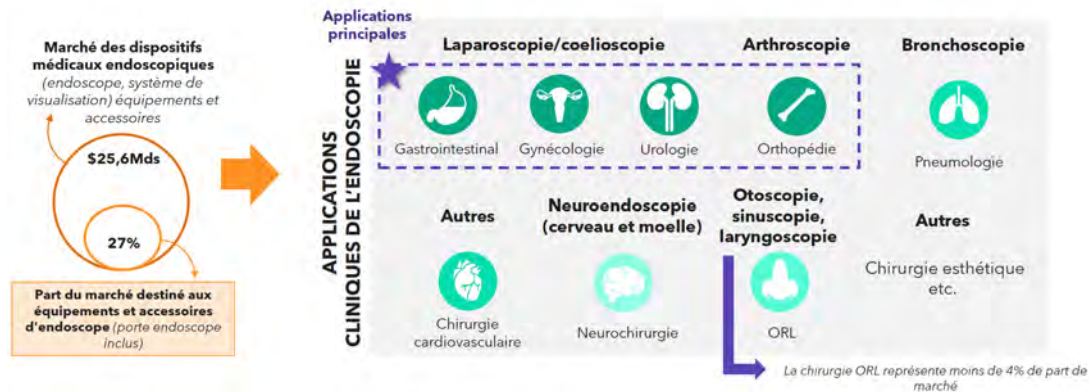 Marché des dispositifs
médicaux endoscopiques
(endoscope, système de
visualisation) équipements et
accessoires
$25,6Mds
27%
Part du marché destiné aux
équipements et accessoires
d'endoscope (porte endoscope
inclus)
APPLICATIONS
CLINIQUES DE L'ENDOSCOPIE
Applications
principales
Laparoscopie/coelioscopie
Arthroscopie
Bronchoscopie
Gastrointestinal
Gynécologie
Urologie
Orthopédie
Pneumologie
Autres
Neuroendoscopie
(cerveau et moelle)
Otoscopie,
sinuscopie,
laryngoscopie
Autres
Chirurgie esthétique
etc.
Chirurgie
cardiovasculaire
Neurochirurgie
ORL
La chirurgie ORL représente moins de 4% de part de
marché